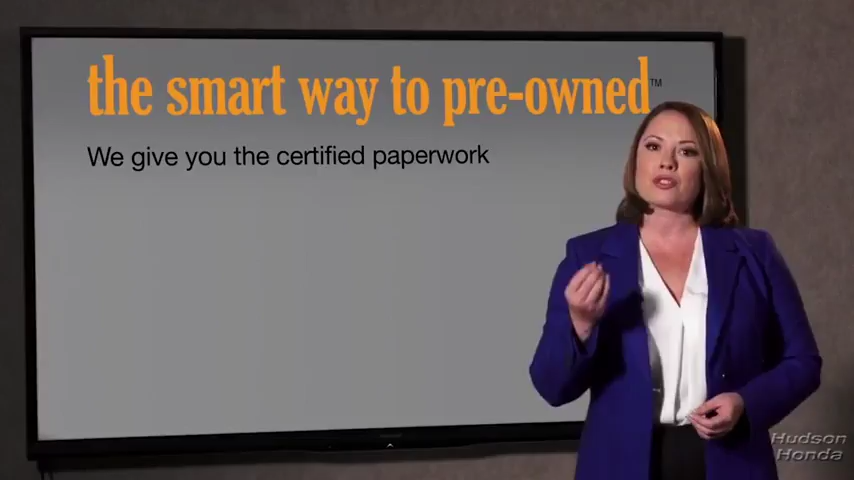 the smart way to pre-owned™
We give you the certified paperwork
Hudson
Honda